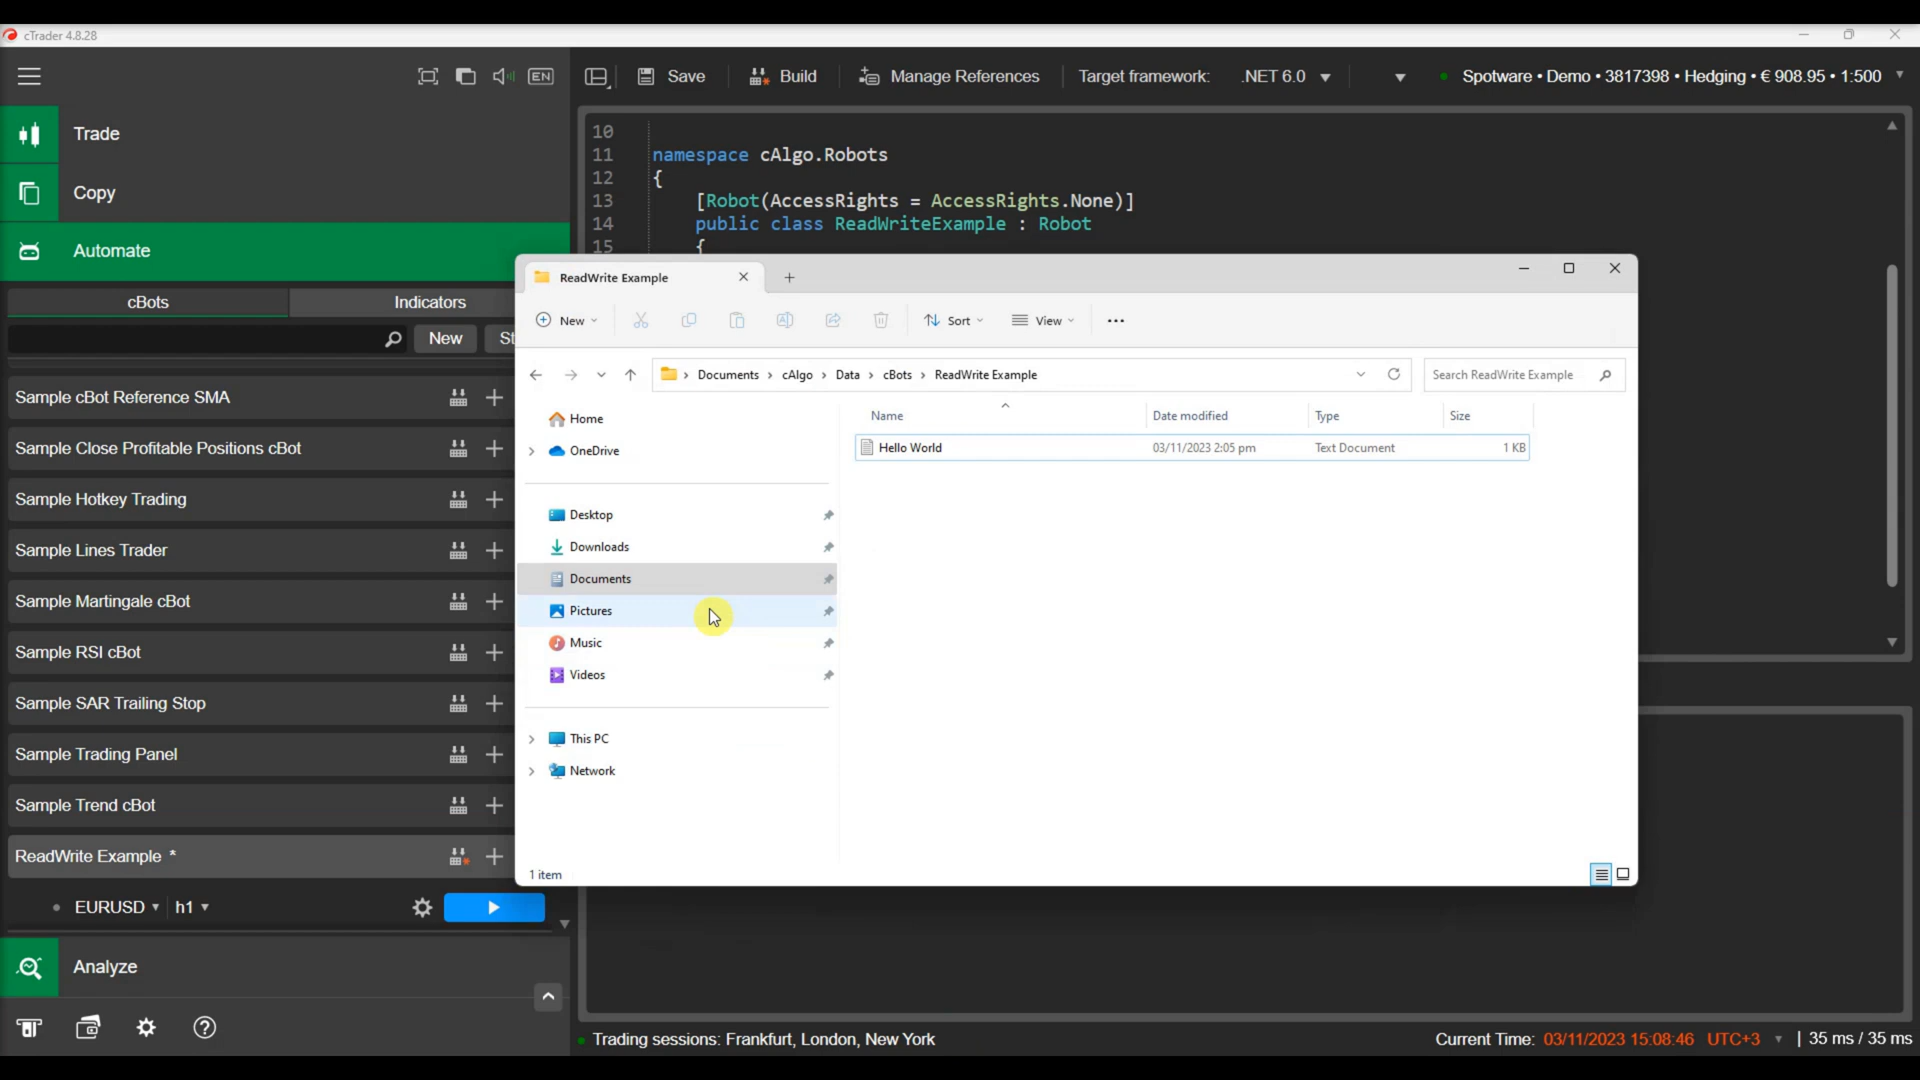 cTrader 4.8.28
EN
Save
Build
Manage References
Target framework:
.NET 6.0
Spotware • Demo • 3817398 • Hedging • € 908.95 • 1:500
Trade
Copy
Automate
cBots
Indicators
New
St
Sample cBot Reference SMA
Sample Close Profitable Positions cBot
Sample Hotkey Trading
Sample Lines Trader
Sample Martingale cBot
Sample RSI cBot
Sample SAR Trailing Stop
Sample Trading Panel
Sample Trend cBot
ReadWrite Example *
EURUSD
h1
Analyze
10
11 namespace cAlgo.Robots
12 {
13 [Robot(AccessRights = AccessRights.None)]
14 public class ReadWriteExample : Robot
15 {
ReadWrite Example
New
Sort
View
Documents > cAlgo > Data > cBots > ReadWrite Example
Search ReadWrite Example
Home
OneDrive
Desktop
Downloads
Documents
Pictures
Music
Videos
This PC
Network
Name Date modified Type Size
Hello World 03/11/2023 2:05 pm Text Document 1 KB
1 item
Trading sessions: Frankfurt, London, New York
Current Time: 03/11/2023 15:08:46 UTC+3 | 35 ms / 35 ms